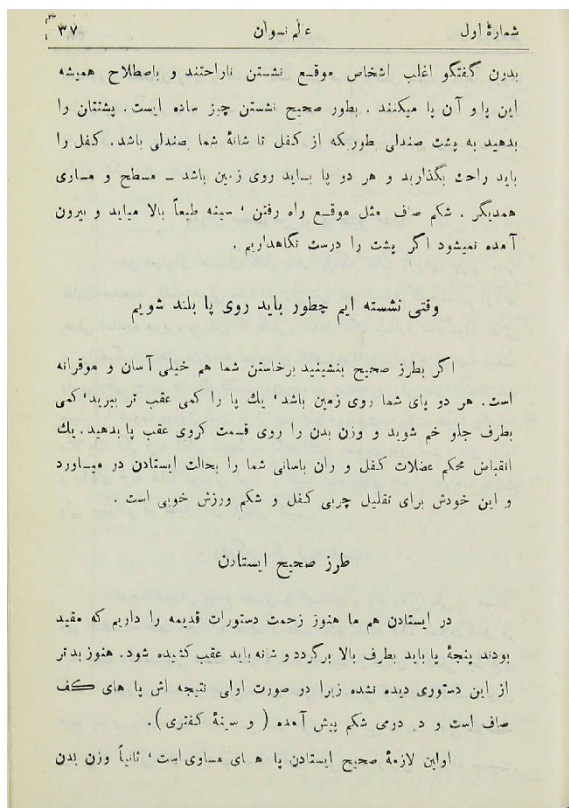 شمارهٔ اول عالم نسوان ۳۷
بدرن گفتگو اغلب اشخاص موقع نشستن ناراحتند و باصطلاح همیشه
این پا و آن پا میکنند . بطور صحیح نشستن چیز ساده ایست . پشتتان را
بدهید به پشت صندلی بطوریکه از کفل تا شانهٔ شما صندلی باشد . کفل را
باید راحت بگذارید و هر دو پا باید روی زمین باشد ـ مسطح و مساوی
همدیگر . شکم صاف مثل موقع راه رفتن ، سینه طبعاً بالا میاید و بیرون
آمده نمیشود اگر پشت را درست نگاهداریم .
وقتی نشسته ایم چطور باید روی پا بلند شویم
اگر بطرز صحیح بنشینید برخاستن شما هم خیلی آسان و موقرانه
است . هر دو پای شما روی زمین باشد ، یك پا را کمی عقب تر ببرید ، کمی
بطرف جلو خم شوید و وزن بدن را روی قسمت کروی عقب پا بدهید . یك
انقباض محکم عضلات کفل و ران باسانی شما را بحالت ایستادن در میاورد
و این خودش برای تقلیل چربی کفل و شکم ورزش خوبی است .
طرز صحیح ایستادن
در ایستادن هم ما هنوز زحمت دستورات قدیمه را داریم که مقید
بودند پنجهٔ پا باید بطرف بالا برگردد و شانه باید عقب کشیده شود . هنوز بدتر
از این دستوری دیده نشده زیرا در صورت اولی نتیجه اش پا های کف
صاف است و در دومی شکم پیش آمده ( و سینهٔ کفتری ) .
اولین لازمهٔ صحیح ایستادن پا های مساوی است ، ثانیاً وزن بدن